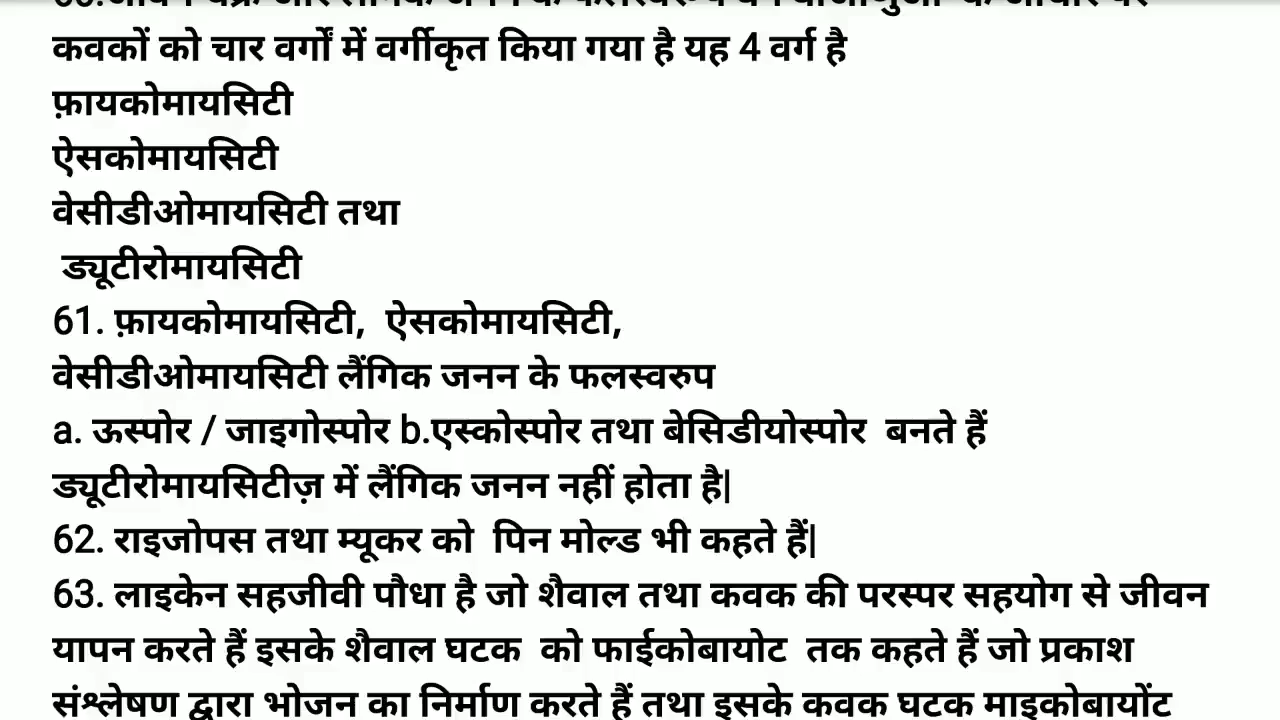 कवकों को चार वर्गों में वर्गीकृत किया गया है यह 4 वर्ग है
फ़ायकोमायसिटी
ऐसकोमायसिटी
वेसीडीओमायसिटी तथा
ड्यूटीरोमायसिटी
61. फ़ायकोमायसिटी, ऐसकोमायसिटी,
वेसीडीओमायसिटी लैंगिक जनन के फलस्वरुप
a. ऊस्पोर / जाइगोस्पोर b.एस्कोस्पोर तथा बेसिडीयोस्पोर बनते हैं
ड्यूटीरोमायसिटीज़ में लैंगिक जनन नहीं होता है|
62. राइजोपस तथा म्यूकर को पिन मोल्ड भी कहते हैं|
63. लाइकेन सहजीवी पौधा है जो शैवाल तथा कवक की परस्पर सहयोग से जीवन
यापन करते हैं इसके शैवाल घटक को फाईकोबायोट तक कहते हैं जो प्रकाश
संश्लेषण द्वारा भोजन का निर्माण करते हैं तथा इसके कवक घटक माइकोबायोंट